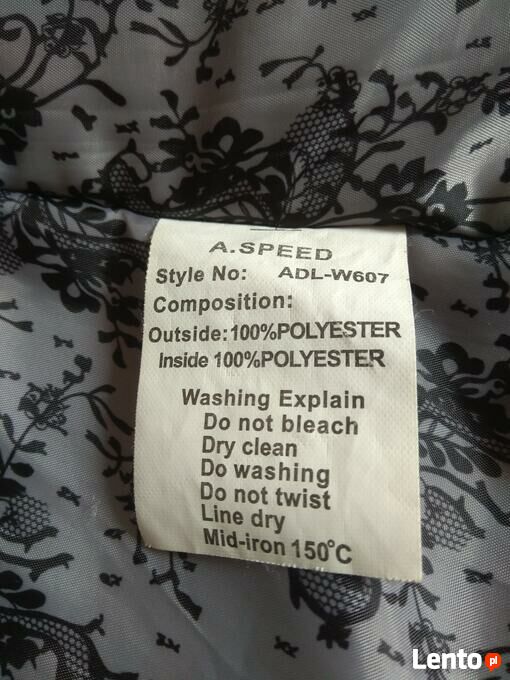 A.SPEED
Style No: ADL-W607
Composition:
Outside:100%POLYESTER
Inside 100%POLYESTER
Washing Explain
Do not bleach
Dry clean
Do washing
Do not twist
Line dry
Mid-iron 150°C
Lento.pl